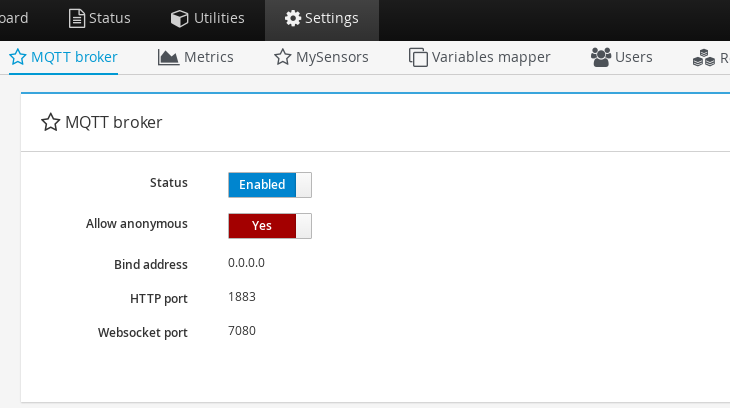 oard Status Utilities Settings
MQTT broker Metrics MySensors Variables mapper Users R
MQTT broker
Status Enabled
Allow anonymous Yes
Bind address 0.0.0.0
HTTP port 1883
Websocket port 7080